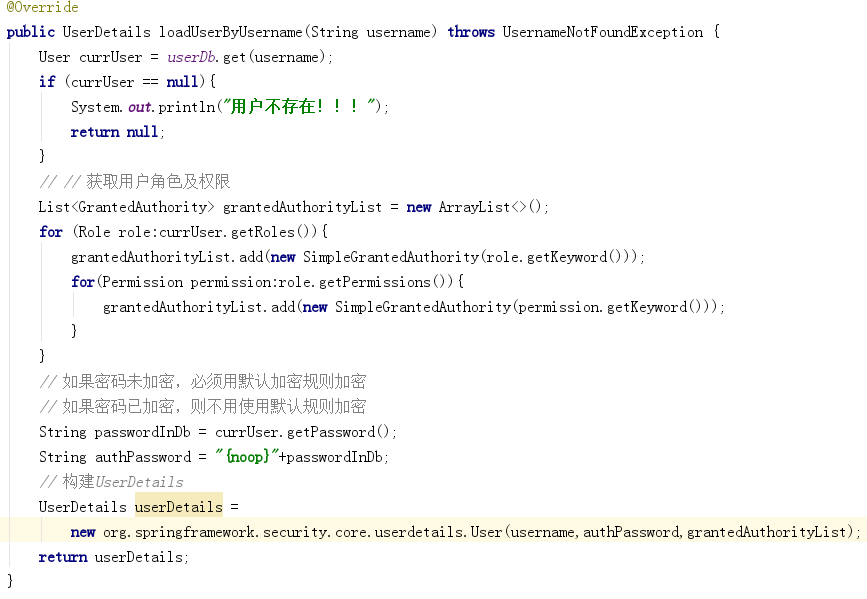 @Override
public UserDetails loadUserByUsername(String username) throws UsernameNotFoundException {
    User currUser = userDb.get(username);
    if (currUser == null){
        System.out.println("用户不存在！！！");
        return null;
    }
    // // 获取用户角色及权限
    List<GrantedAuthority> grantedAuthorityList = new ArrayList<>();
    for (Role role:currUser.getRoles()){
        grantedAuthorityList.add(new SimpleGrantedAuthority(role.getKeyword()));
        for(Permission permission:role.getPermissions()){
            grantedAuthorityList.add(new SimpleGrantedAuthority(permission.getKeyword()));
        }
    }
    // 如果密码未加密，必须用默认加密规则加密
    // 如果密码已加密，则不用使用默认规则加密
    String passwordInDb = currUser.getPassword();
    String authPassword = "{noop}"+passwordInDb;
    // 构建UserDetails
    UserDetails userDetails =
        new org.springframework.security.core.userdetails.User(username,authPassword,grantedAuthorityList);
    return userDetails;
}